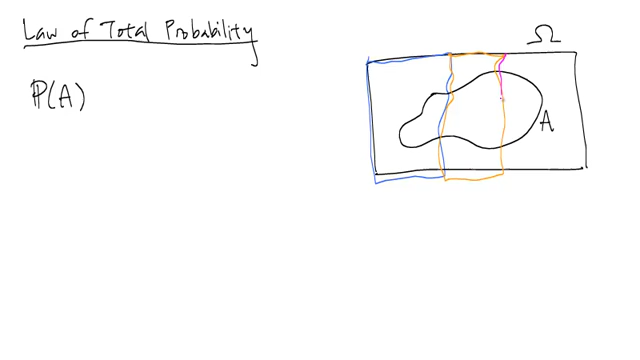 Law of Total Probability
Ω
ℙ(A)
A